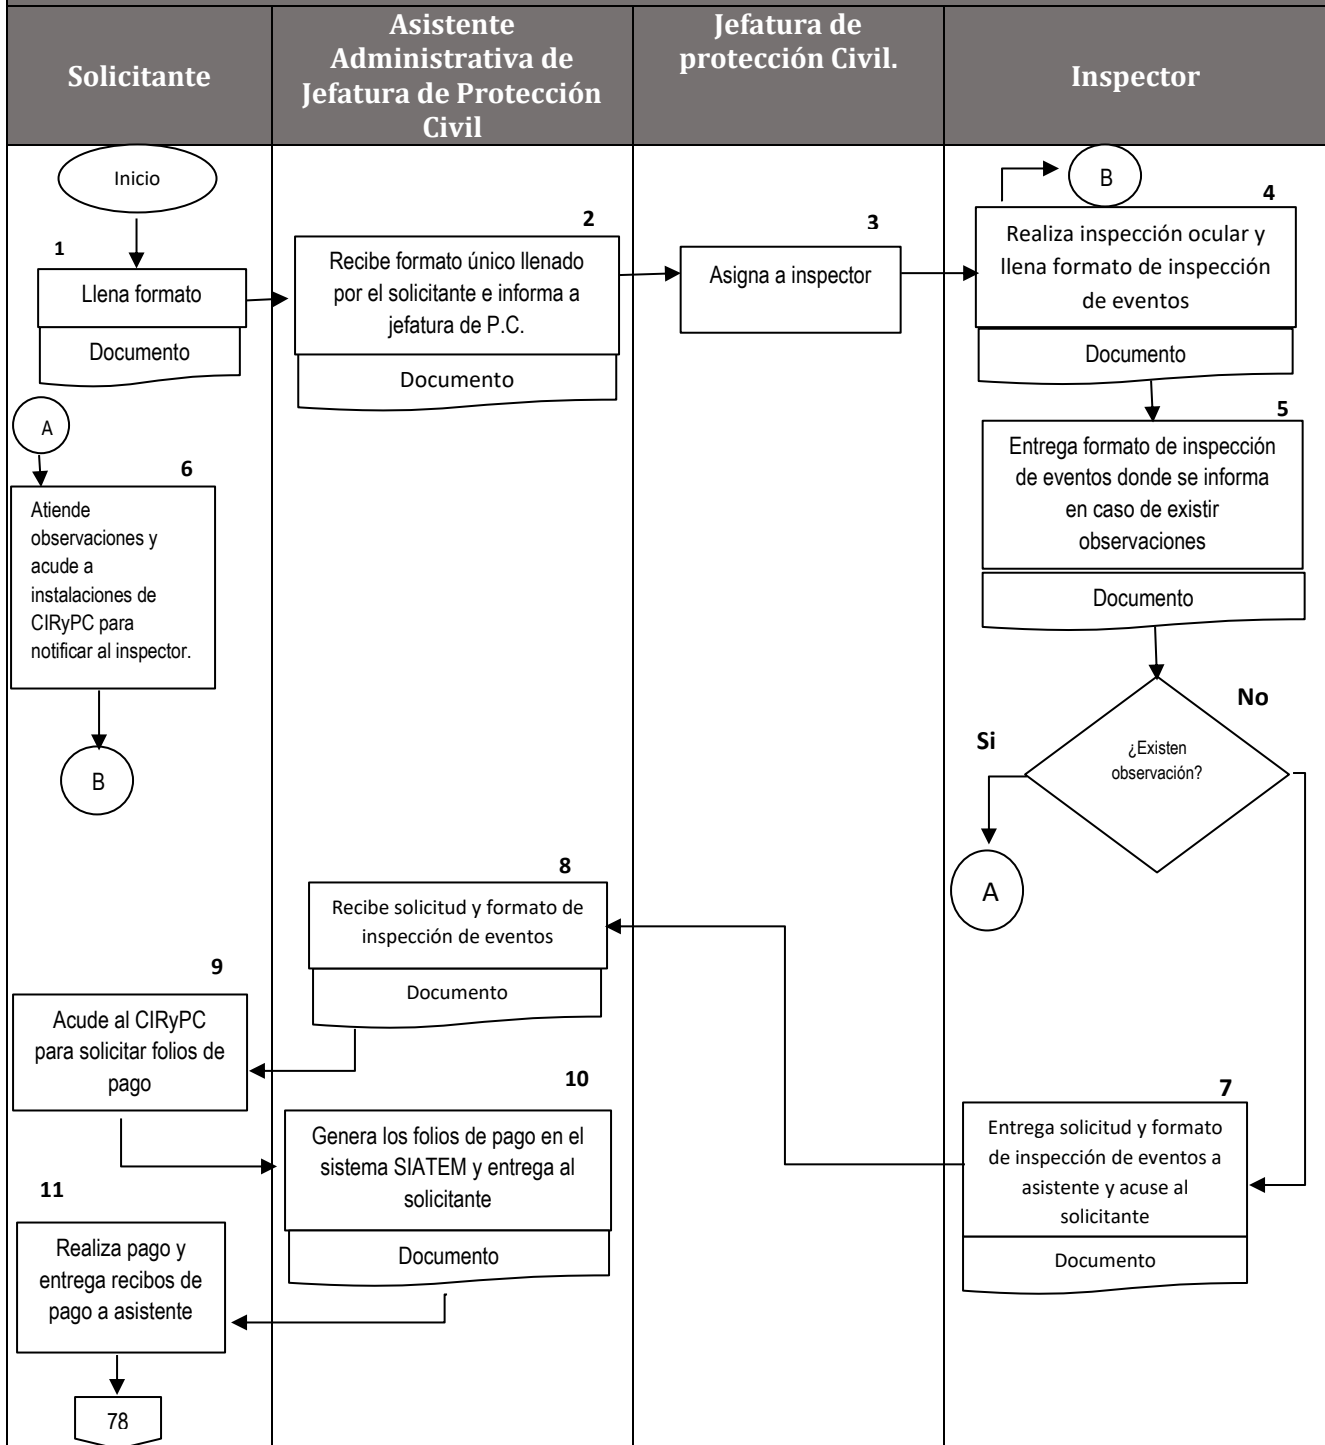 Solicitante
Asistente
Administrativa de
Jefatura de Protección
Civil
Jefatura de
protección Civil.
Inspector
Inicio
1
Llena formato
Documento
2
Recibe formato único llenado
por el solicitante e informa a
jefatura de P.C.
Documento
3
Asigna a inspector
B
4
Realiza inspección ocular y
llena formato de inspección
de eventos
Documento
5
Entrega formato de inspección
de eventos donde se informa
en caso de existir
observaciones
Documento
A
6
Atiende
observaciones y
acude a
instalaciones de
CIRyPC para
notificar al inspector.
B
No
Si
¿Existen
observación?
A
8
Recibe solicitud y formato de
inspección de eventos
Documento
9
Acude al CIRyPC
para solicitar folios de
pago
10
Genera los folios de pago en el
sistema SIATEM y entrega al
solicitante
Documento
7
Entrega solicitud y formato
de inspección de eventos a
asistente y acuse al
solicitante
Documento
11
Realiza pago y
entrega recibos de
pago a asistente
78